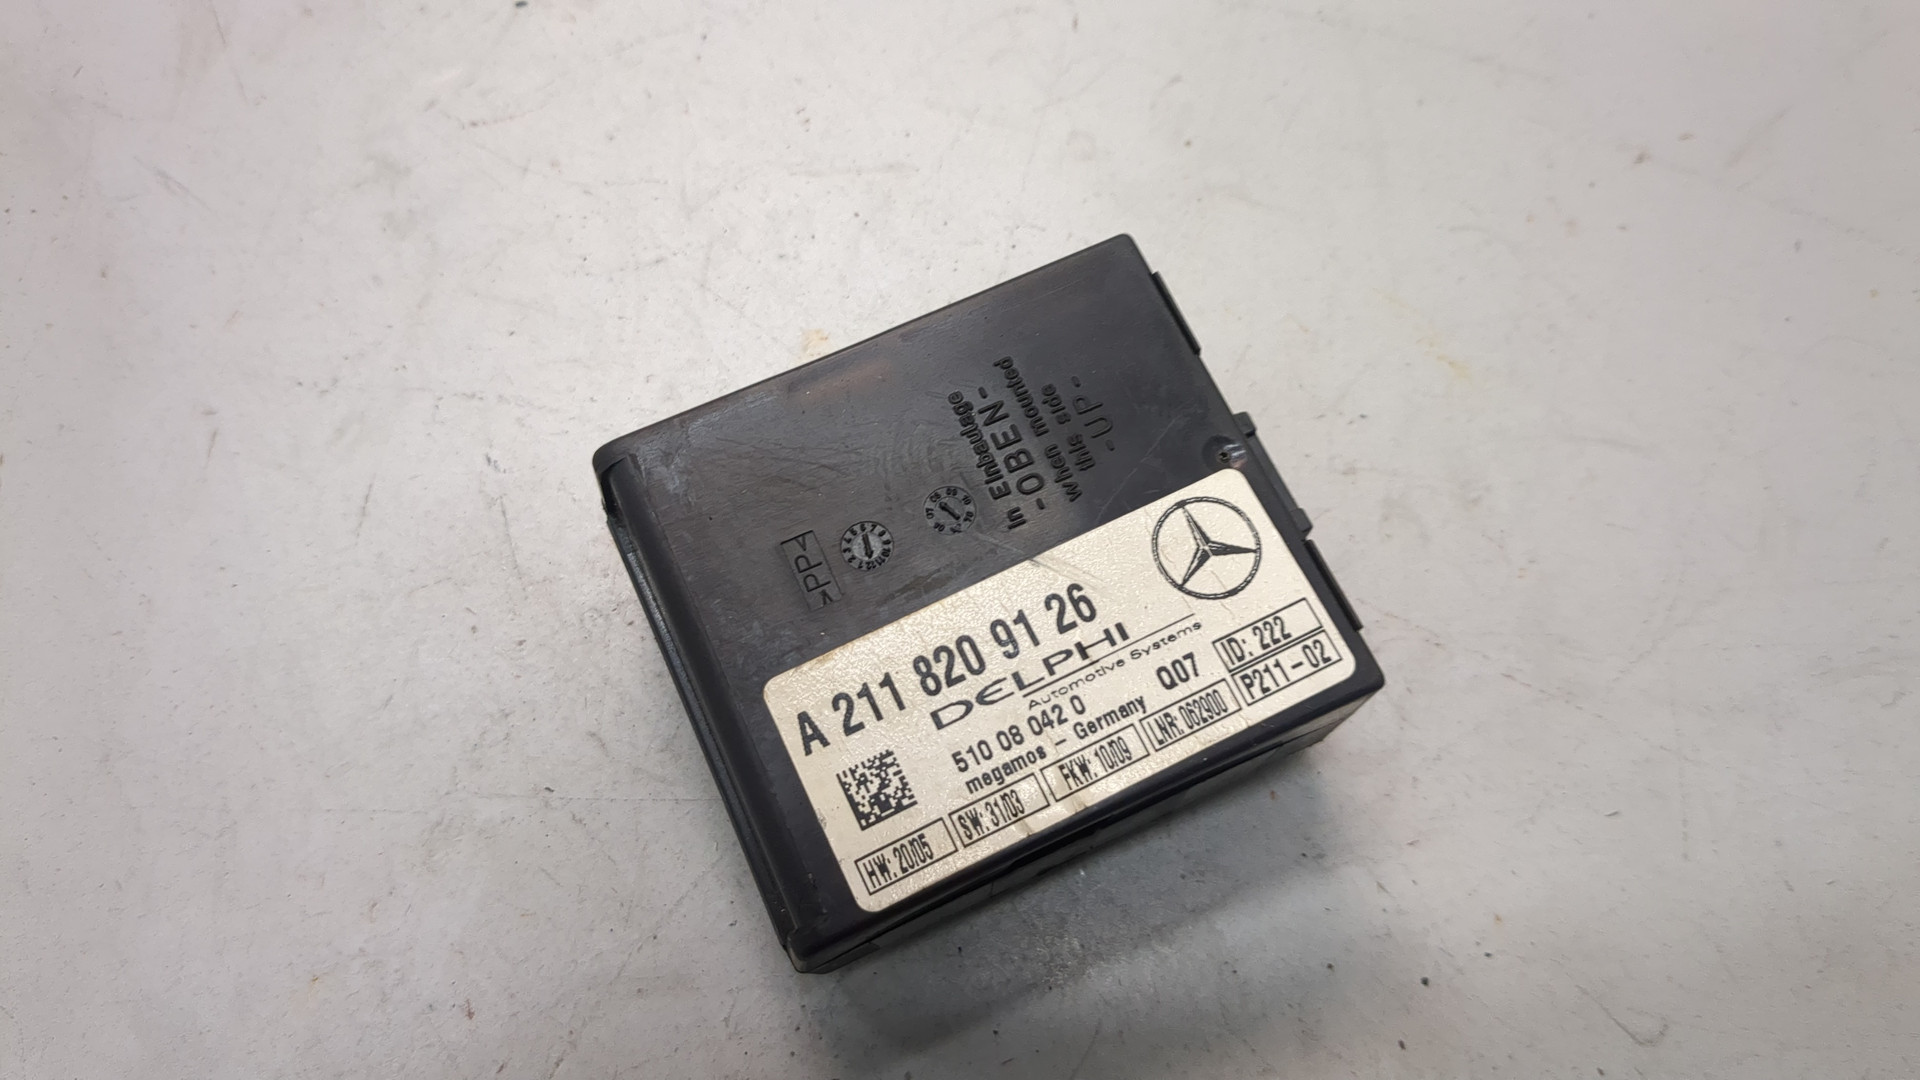 In Einbaulage
-OBEN-
when mounted
this side
-UP-
>PP<
A 211 820 91 26
DELPHI
Automotive Systems
510 08 042 0
Q07
megamos - Germany
ID: 222
P211-02
HW: 20/05
SW: 31/03
FKW: 10/09
LNR: 062900